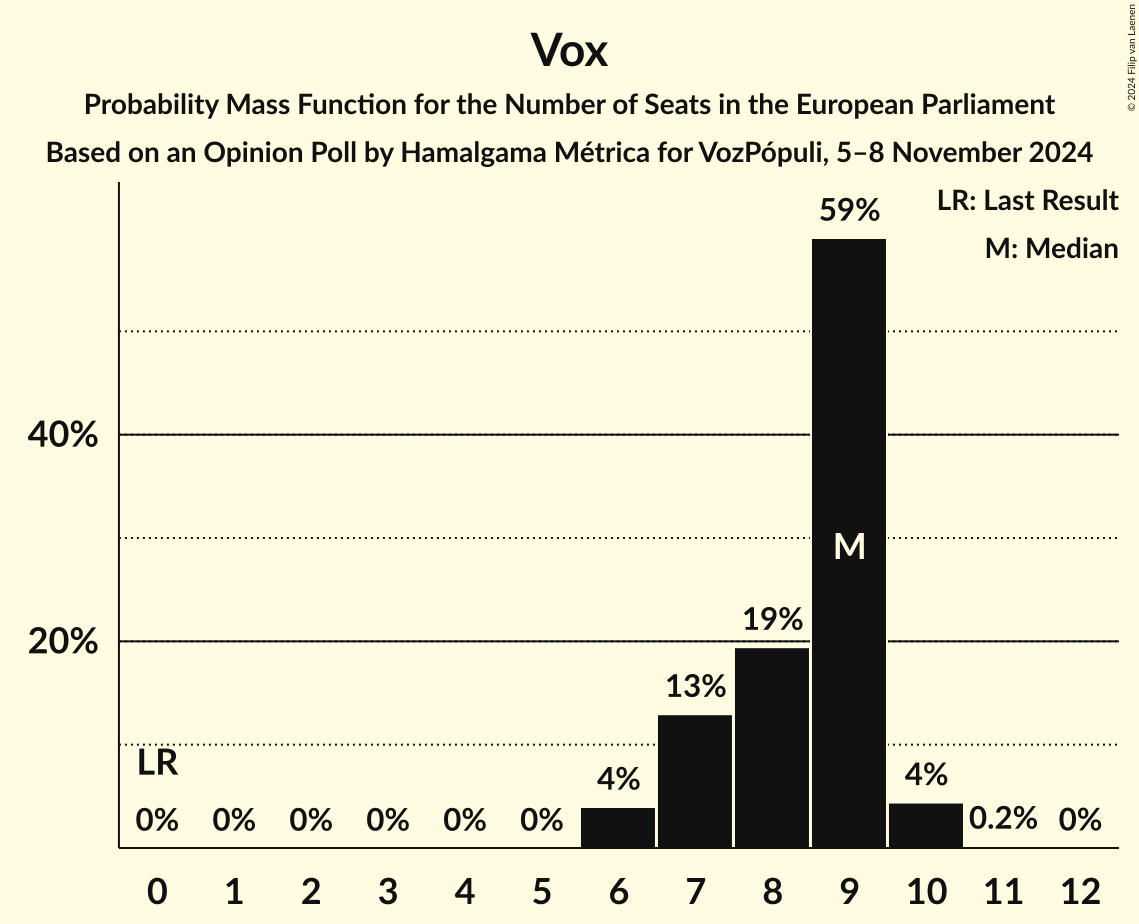 Vox
Probability Mass Function for the Number of Seats in the European Parliament
Based on an Opinion Poll by Hamalgama Métrica for VozPópuli, 5–8 November 2024
© 2024 Filip van Laenen
LR: Last Result
M: Median
59%
40%
M
20%
19%
13%
LR
4%
4%
0% 0% 0% 0% 0% 0% 0.2% 0%
0 1 2 3 4 5 6 7 8 9 10 11 12